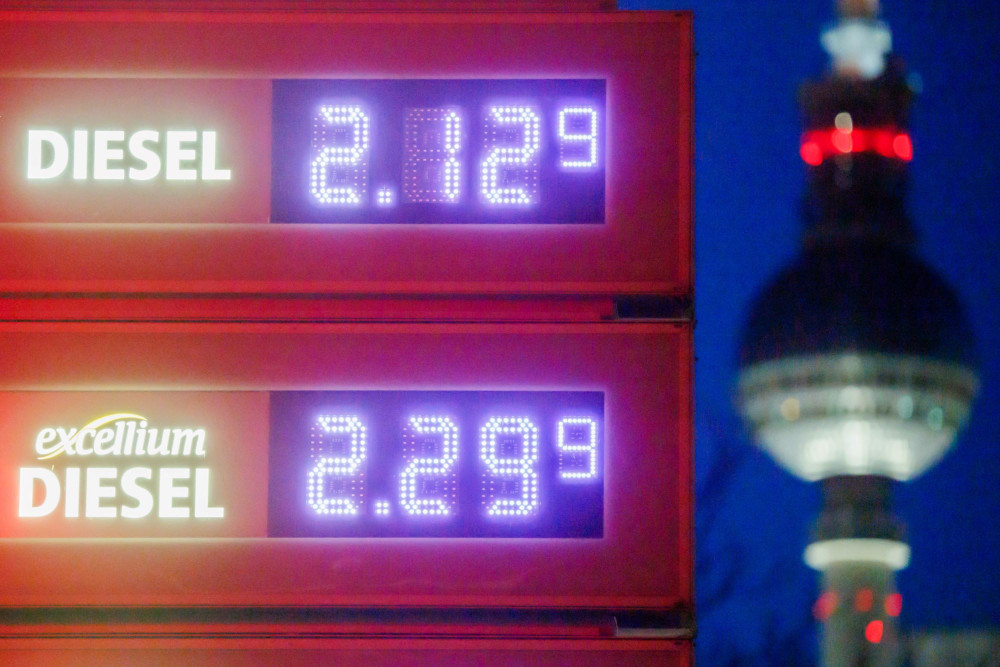 DIESEL 2.12⁹
excellium
DIESEL 2.29⁹